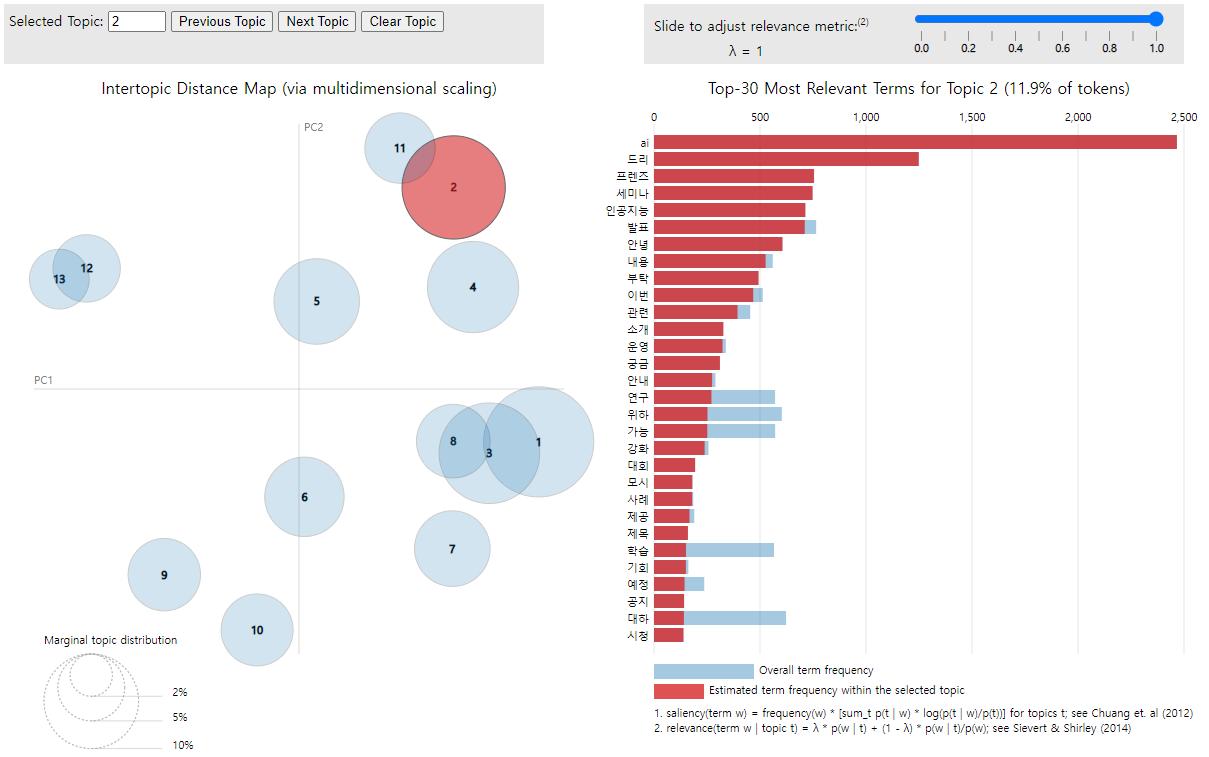 Selected Topic: 2 Previous Topic Next Topic Clear Topic
Slide to adjust relevance metric:(2)
λ = 1
0.0 0.2 0.4 0.6 0.8 1.0
Intertopic Distance Map (via multidimensional scaling)
PC2
PC1
11
2
12
13
5
4
8
3
1
6
7
9
10
Marginal topic distribution
2%
5%
10%
Top-30 Most Relevant Terms for Topic 2 (11.9% of tokens)
0 500 1,000 1,500 2,000 2,500
ai
드리
프렌즈
세미나
인공지능
발표
안녕
내용
부탁
이번
관련
소개
운영
궁금
안내
연구
위하
가능
강화
대회
모시
사례
제공
제목
학습
기회
예정
공지
대하
시청
Overall term frequency
Estimated term frequency within the selected topic
1. saliency(term w) = frequency(w) * [sum_t p(t | w) * log(p(t | w)/p(t))] for topics t; see Chuang et. al (2012)
2. relevance(term w | topic t) = λ * p(w | t) + (1 - λ) * p(w | t)/p(w); see Sievert & Shirley (2014)